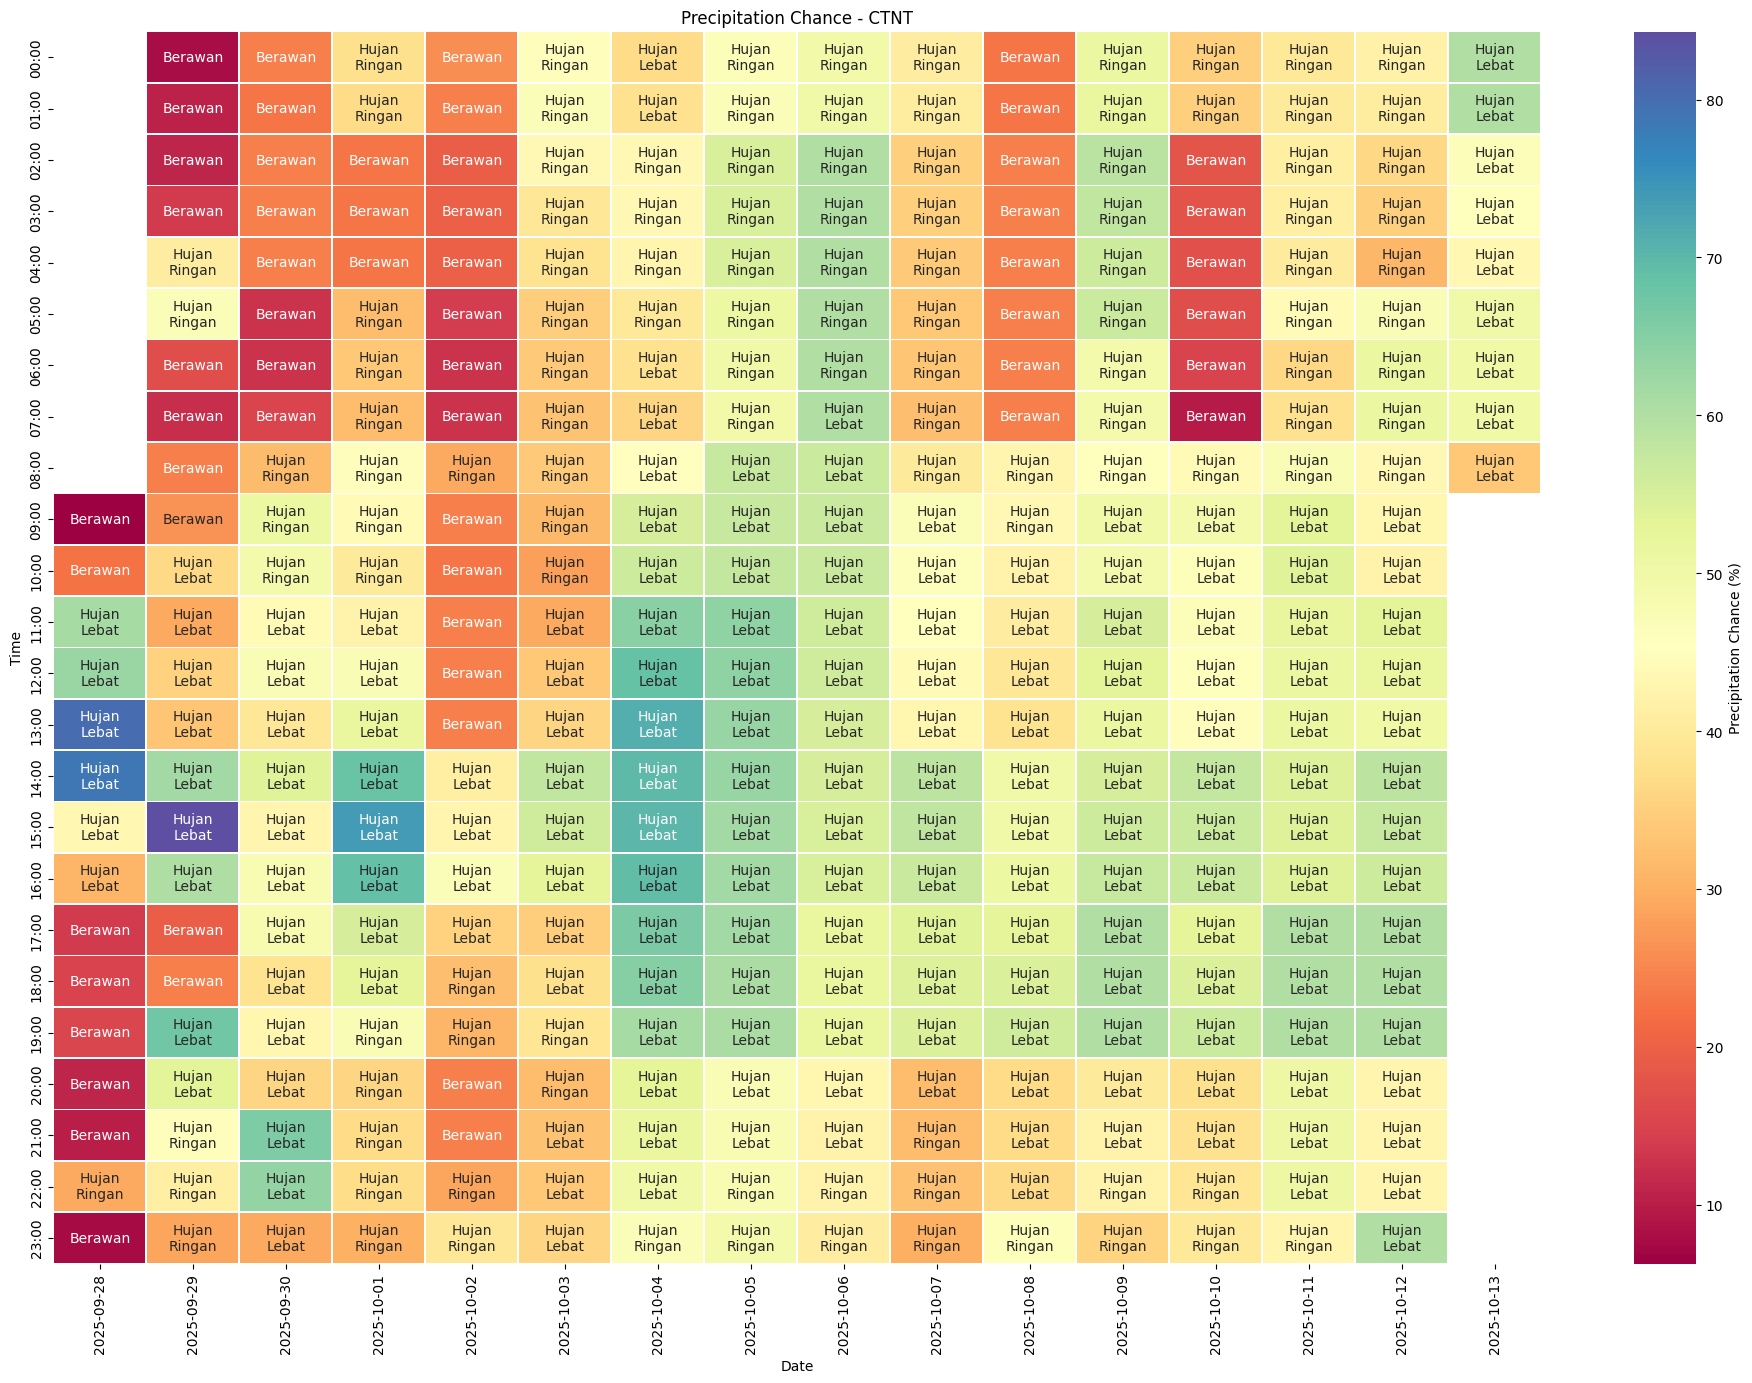 Precipitation Chance - CTNT
00:00 Berawan Berawan Hujan Ringan Berawan Hujan Ringan Hujan Lebat Hujan Ringan Hujan Ringan Hujan Ringan Berawan Hujan Ringan Hujan Ringan Hujan Ringan Hujan Ringan Hujan Lebat
01:00 Berawan Berawan Hujan Ringan Berawan Hujan Ringan Hujan Lebat Hujan Ringan Hujan Ringan Hujan Ringan Berawan Hujan Ringan Hujan Ringan Hujan Ringan Hujan Ringan Hujan Lebat
02:00 Berawan Berawan Berawan Berawan Hujan Ringan Hujan Ringan Hujan Ringan Hujan Ringan Hujan Ringan Berawan Hujan Ringan Berawan Hujan Ringan Hujan Ringan Hujan Lebat
03:00 Berawan Berawan Berawan Berawan Hujan Ringan Hujan Ringan Hujan Ringan Hujan Ringan Hujan Ringan Berawan Hujan Ringan Berawan Hujan Ringan Hujan Ringan Hujan Lebat
04:00 Hujan Ringan Berawan Berawan Berawan Hujan Ringan Hujan Ringan Hujan Ringan Hujan Ringan Hujan Ringan Berawan Hujan Ringan Berawan Hujan Ringan Hujan Ringan Hujan Lebat
05:00 Hujan Ringan Berawan Hujan Ringan Berawan Hujan Ringan Hujan Ringan Hujan Ringan Hujan Ringan Hujan Ringan Berawan Hujan Ringan Berawan Hujan Ringan Hujan Ringan Hujan Lebat
06:00 Berawan Berawan Hujan Ringan Berawan Hujan Ringan Hujan Lebat Hujan Ringan Hujan Ringan Hujan Ringan Berawan Hujan Ringan Berawan Hujan Ringan Hujan Ringan Hujan Lebat
07:00 Berawan Berawan Hujan Ringan Berawan Hujan Ringan Hujan Lebat Hujan Ringan Hujan Lebat Hujan Ringan Berawan Hujan Ringan Berawan Hujan Ringan Hujan Ringan Hujan Lebat
08:00 Berawan Hujan Ringan Hujan Ringan Hujan Ringan Hujan Ringan Hujan Lebat Hujan Lebat Hujan Lebat Hujan Ringan Hujan Ringan Hujan Ringan Hujan Ringan Hujan Ringan Hujan Ringan Hujan Lebat
09:00 Berawan Berawan Hujan Ringan Hujan Ringan Berawan Hujan Ringan Hujan Lebat Hujan Lebat Hujan Lebat Hujan Lebat Hujan Ringan Hujan Lebat Hujan Lebat Hujan Lebat Hujan Lebat
10:00 Berawan Hujan Lebat Hujan Ringan Hujan Ringan Berawan Hujan Ringan Hujan Lebat Hujan Lebat Hujan Lebat Hujan Lebat Hujan Lebat Hujan Lebat Hujan Lebat Hujan Lebat Hujan Lebat
11:00 Hujan Lebat Hujan Lebat Hujan Lebat Hujan Lebat Berawan Hujan Lebat Hujan Lebat Hujan Lebat Hujan Lebat Hujan Lebat Hujan Lebat Hujan Lebat Hujan Lebat Hujan Lebat Hujan Lebat
12:00 Hujan Lebat Hujan Lebat Hujan Lebat Hujan Lebat Berawan Hujan Lebat Hujan Lebat Hujan Lebat Hujan Lebat Hujan Lebat Hujan Lebat Hujan Lebat Hujan Lebat Hujan Lebat Hujan Lebat
13:00 Hujan Lebat Hujan Lebat Hujan Lebat Hujan Lebat Berawan Hujan Lebat Hujan Lebat Hujan Lebat Hujan Lebat Hujan Lebat Hujan Lebat Hujan Lebat Hujan Lebat Hujan Lebat Hujan Lebat
14:00 Hujan Lebat Hujan Lebat Hujan Lebat Hujan Lebat Hujan Lebat Hujan Lebat Hujan Lebat Hujan Lebat Hujan Lebat Hujan Lebat Hujan Lebat Hujan Lebat Hujan Lebat Hujan Lebat Hujan Lebat
15:00 Hujan Lebat Hujan Lebat Hujan Lebat Hujan Lebat Hujan Lebat Hujan Lebat Hujan Lebat Hujan Lebat Hujan Lebat Hujan Lebat Hujan Lebat Hujan Lebat Hujan Lebat Hujan Lebat Hujan Lebat
16:00 Hujan Lebat Hujan Lebat Hujan Lebat Hujan Lebat Hujan Lebat Hujan Lebat Hujan Lebat Hujan Lebat Hujan Lebat Hujan Lebat Hujan Lebat Hujan Lebat Hujan Lebat Hujan Lebat Hujan Lebat
17:00 Berawan Berawan Hujan Lebat Hujan Lebat Hujan Lebat Hujan Lebat Hujan Lebat Hujan Lebat Hujan Lebat Hujan Lebat Hujan Lebat Hujan Lebat Hujan Lebat Hujan Lebat Hujan Lebat
18:00 Berawan Berawan Hujan Lebat Hujan Lebat Hujan Ringan Hujan Lebat Hujan Lebat Hujan Lebat Hujan Lebat Hujan Lebat Hujan Lebat Hujan Lebat Hujan Lebat Hujan Lebat Hujan Lebat
19:00 Berawan Hujan Lebat Hujan Lebat Hujan Ringan Hujan Ringan Hujan Ringan Hujan Lebat Hujan Lebat Hujan Lebat Hujan Lebat Hujan Lebat Hujan Lebat Hujan Lebat Hujan Lebat Hujan Lebat
20:00 Berawan Hujan Lebat Hujan Lebat Hujan Ringan Berawan Hujan Ringan Hujan Lebat Hujan Lebat Hujan Lebat Hujan Lebat Hujan Lebat Hujan Lebat Hujan Lebat Hujan Lebat Hujan Lebat
21:00 Berawan Hujan Ringan Hujan Lebat Hujan Ringan Berawan Hujan Lebat Hujan Lebat Hujan Lebat Hujan Lebat Hujan Ringan Hujan Lebat Hujan Lebat Hujan Lebat Hujan Lebat Hujan Lebat
22:00 Hujan Ringan Hujan Ringan Hujan Lebat Hujan Ringan Hujan Ringan Hujan Lebat Hujan Lebat Hujan Ringan Hujan Ringan Hujan Ringan Hujan Lebat Hujan Ringan Hujan Ringan Hujan Lebat Hujan Lebat
23:00 Berawan Hujan Ringan Hujan Lebat Hujan Ringan Hujan Ringan Hujan Lebat Hujan Ringan Hujan Ringan Hujan Ringan Hujan Ringan Hujan Ringan Hujan Ringan Hujan Ringan Hujan Ringan Hujan Lebat
Time
2025-09-28 2025-09-29 2025-09-30 2025-10-01 2025-10-02 2025-10-03 2025-10-04 2025-10-05 2025-10-06 2025-10-07 2025-10-08 2025-10-09 2025-10-10 2025-10-11 2025-10-12 2025-10-13
Date
80
70
60
50
40
30
20
10
Precipitation Chance (%)